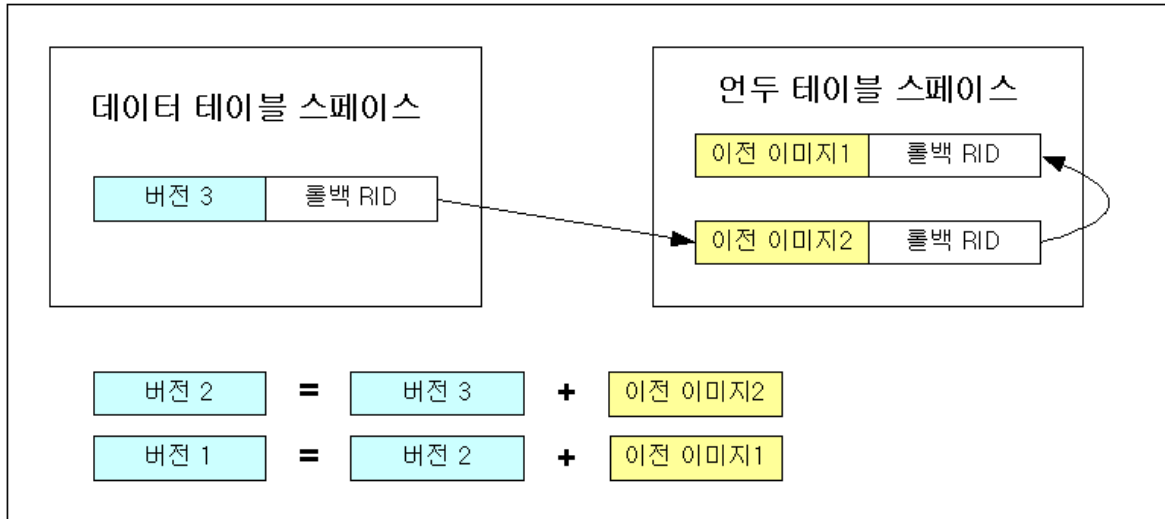 데이터 테이블 스페이스
버전 3 롤백 RID
언두 테이블 스페이스
이전 이미지1 롤백 RID
이전 이미지2 롤백 RID
버전 2 = 버전 3 + 이전 이미지2
버전 1 = 버전 2 + 이전 이미지1